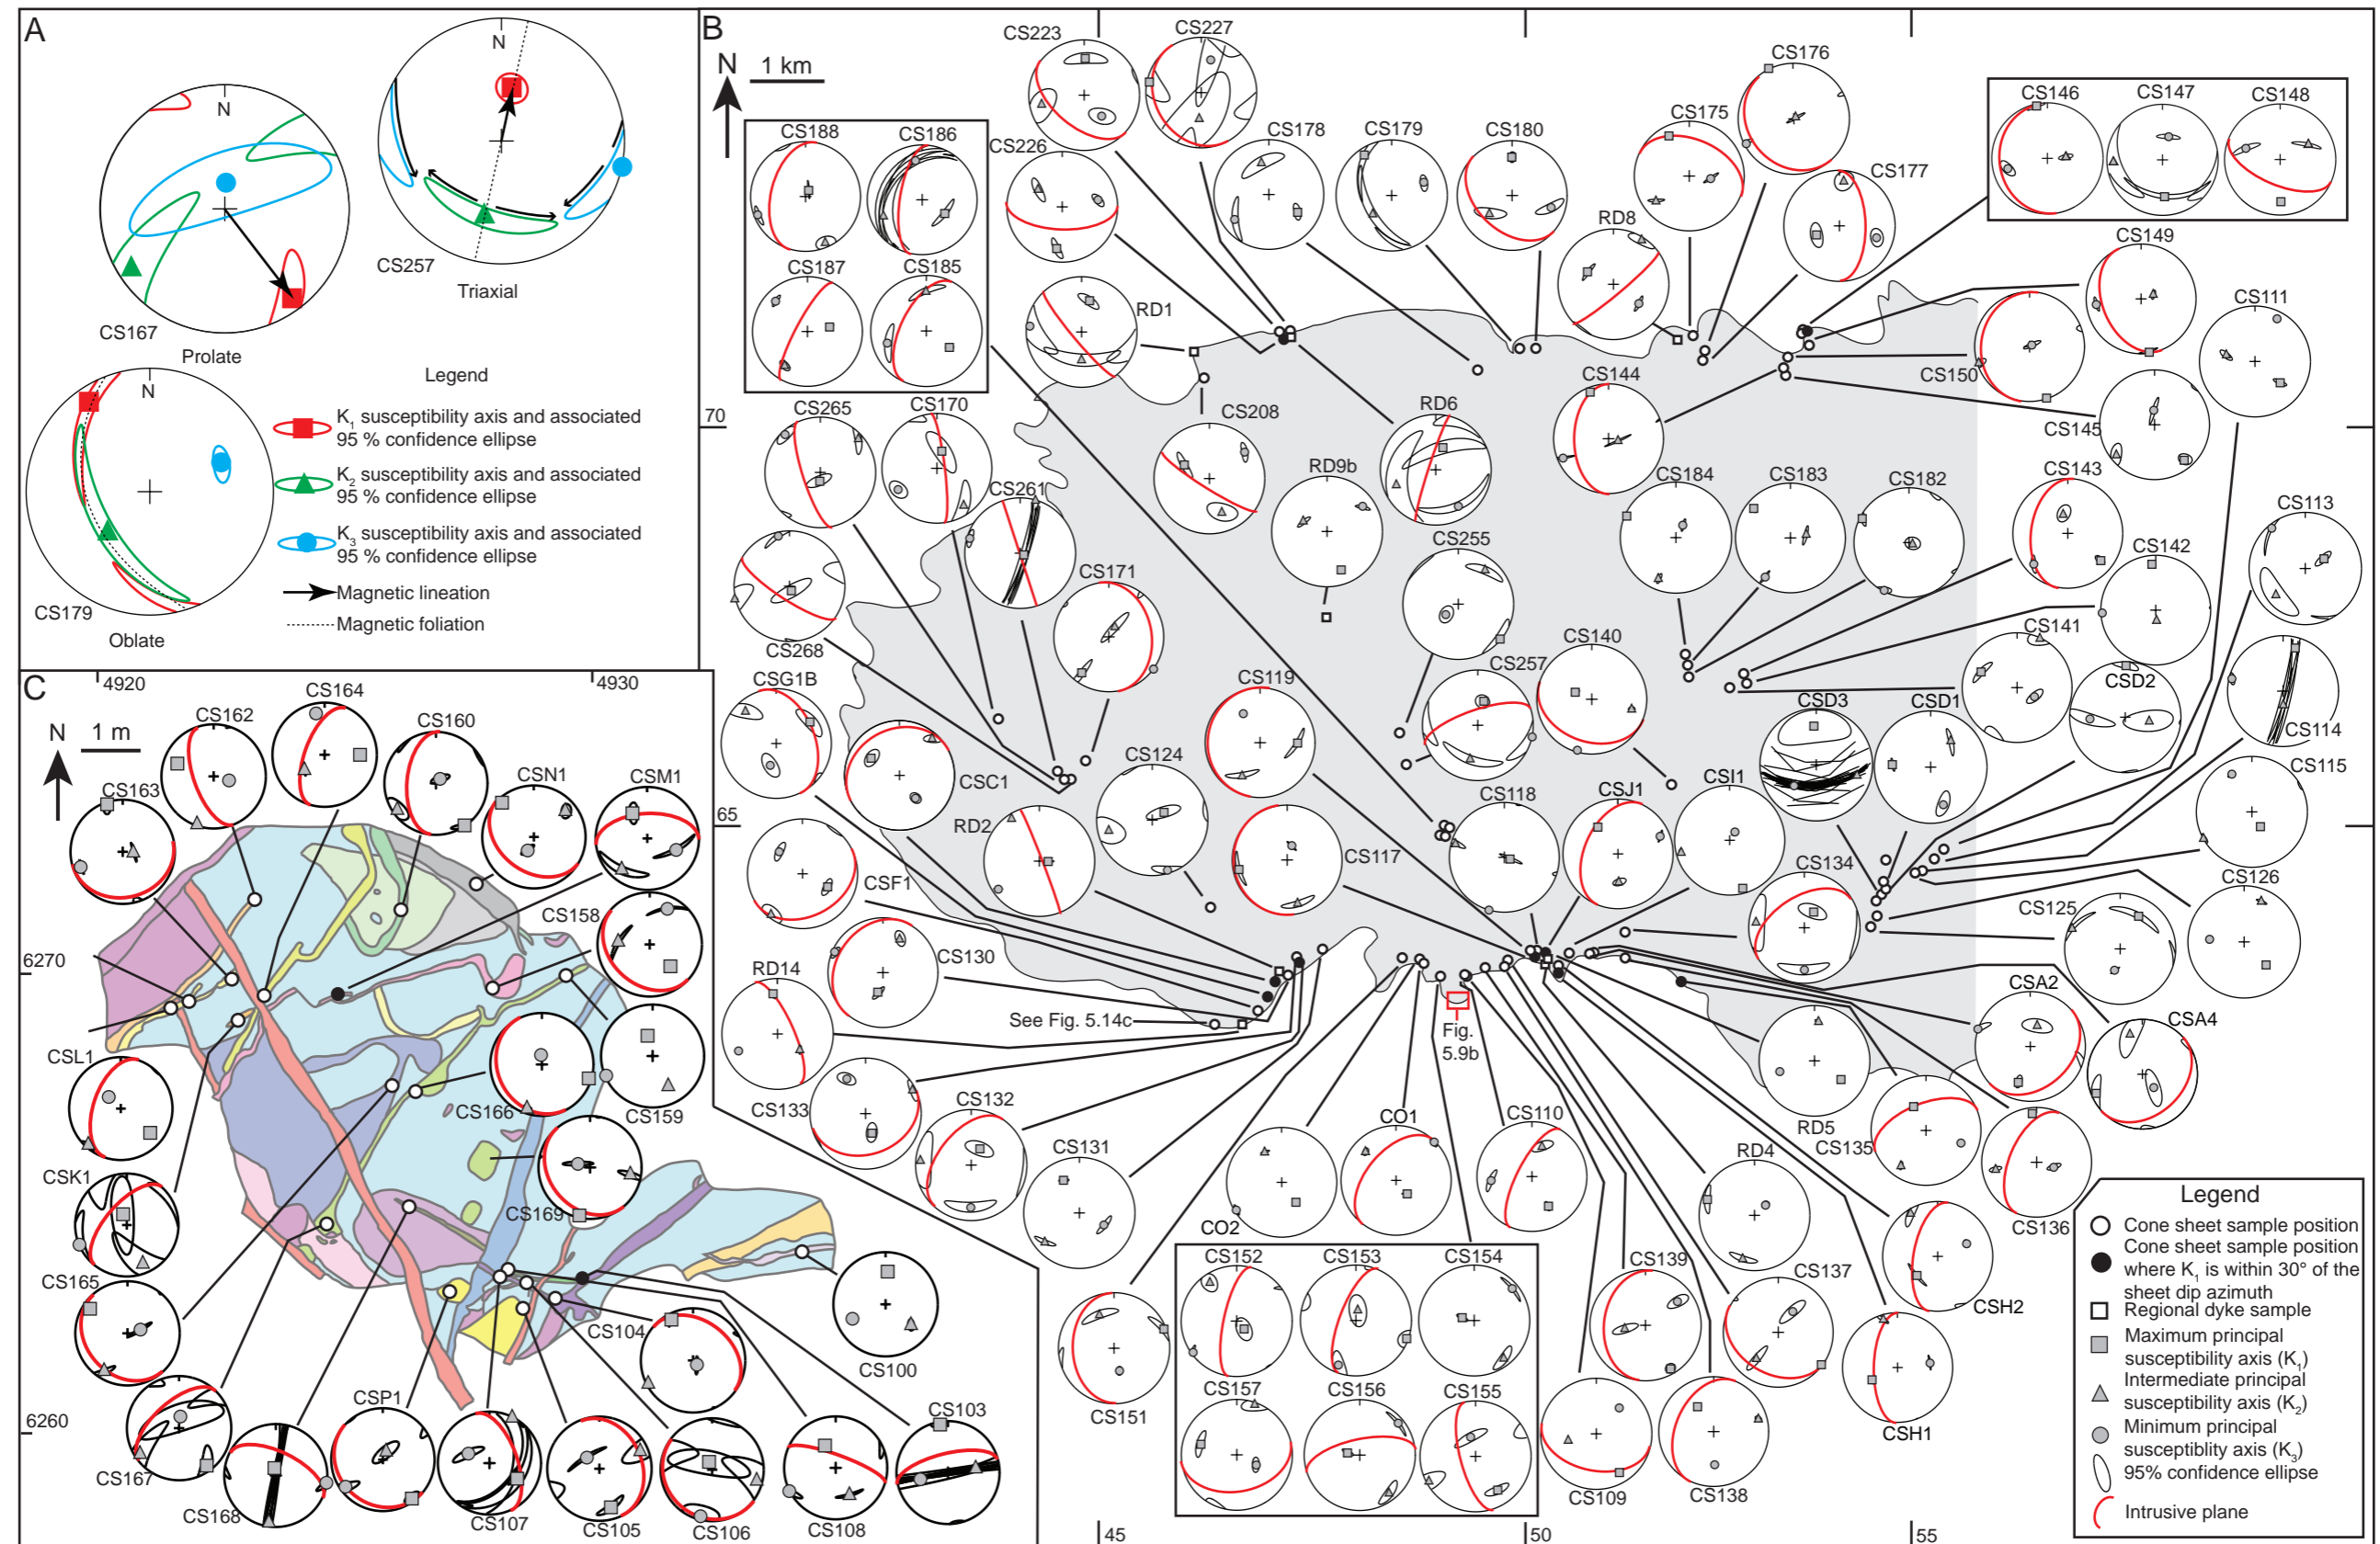 A
N
CS167
Prolate
N
CS257
Triaxial
N
CS179
Oblate
Legend
K1 susceptibility axis and associated
95 % confidence ellipse
K2 susceptibility axis and associated
95 % confidence ellipse
K3 susceptibility axis and associated
95 % confidence ellipse
Magnetic lineation
Magnetic foliation
B
N
1 km
CS223
CS227
CS176
CS188
CS186
CS226
CS178
CS179
CS180
CS175
CS177
CS146
CS147
CS148
CS187
CS185
RD1
RD8
CS149
CS111
CS150
70
CS265
CS170
CS208
RD6
CS144
CS145
CS261
RD9b
CS184
CS183
CS182
CS143
CS113
CS268
CS171
CS255
CS142
CS141
CS140
CSG1B
CS119
CS257
CSD3
CSD1
CSD2
CS114
CSC1
CS124
CS118
CSJ1
CSI1
CS115
65
RD2
CS117
CS134
CSF1
CS126
CS125
CS130
RD14
See Fig. 5.14c
Fig.
5.9b
CSA2
CSA4
CS133
CS132
CS131
CO2
CO1
CS110
RD4
RD5
CS135
CS136
CS152
CS153
CS154
CS139
CS137
CSH2
CS151
CS157
CS156
CS155
CS109
CS138
CSH1
45
50
55
Legend
Cone sheet sample position
Cone sheet sample position
where K1 is within 30° of the
sheet dip azimuth
Regional dyke sample
Maximum principal
susceptibility axis (K1)
Intermediate principal
susceptibility axis (K2)
Minimum principal
susceptiblity axis (K3)
95% confidence ellipse
Intrusive plane
C
4920
4930
N
1 m
CS162
CS164
CS160
CS163
CSN1
CSM1
CS158
6270
CSL1
CS166
CS159
CSK1
CS169
CS165
CS104
CS100
6260
CS167
CSP1
CS103
CS168
CS107
CS105
CS106
CS108